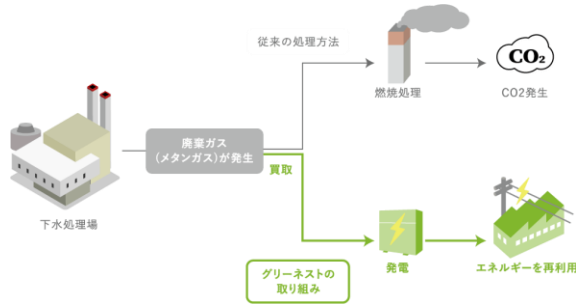 従来の処理方法
燃焼処理
CO₂
CO2発生
下水処理場
廃棄ガス
（メタンガス）が発生
買取
グリーネストの
取り組み
発電
エネルギーを再利用